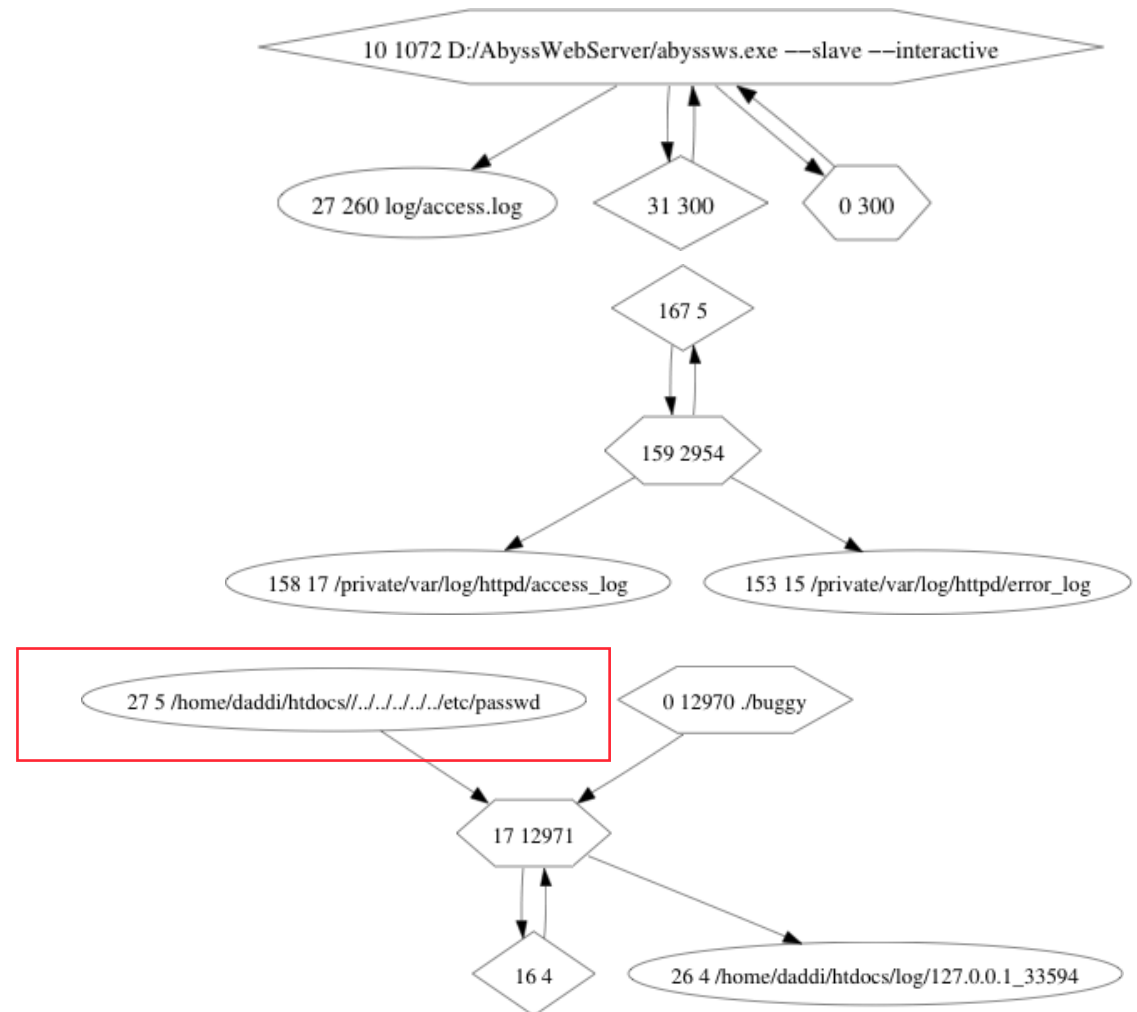 10 1072 D:/AbyssWebServer/abyssws.exe −−slave −−interactive
27 260 log/access.log
31 300
0 300
167 5
159 2954
158 17 /private/var/log/httpd/access_log
153 15 /private/var/log/httpd/error_log
27 5 /home/daddi/htdocs//../../../../../etc/passwd
0 12970 ./buggy
17 12971
16 4
26 4 /home/daddi/htdocs/log/127.0.0.1_33594